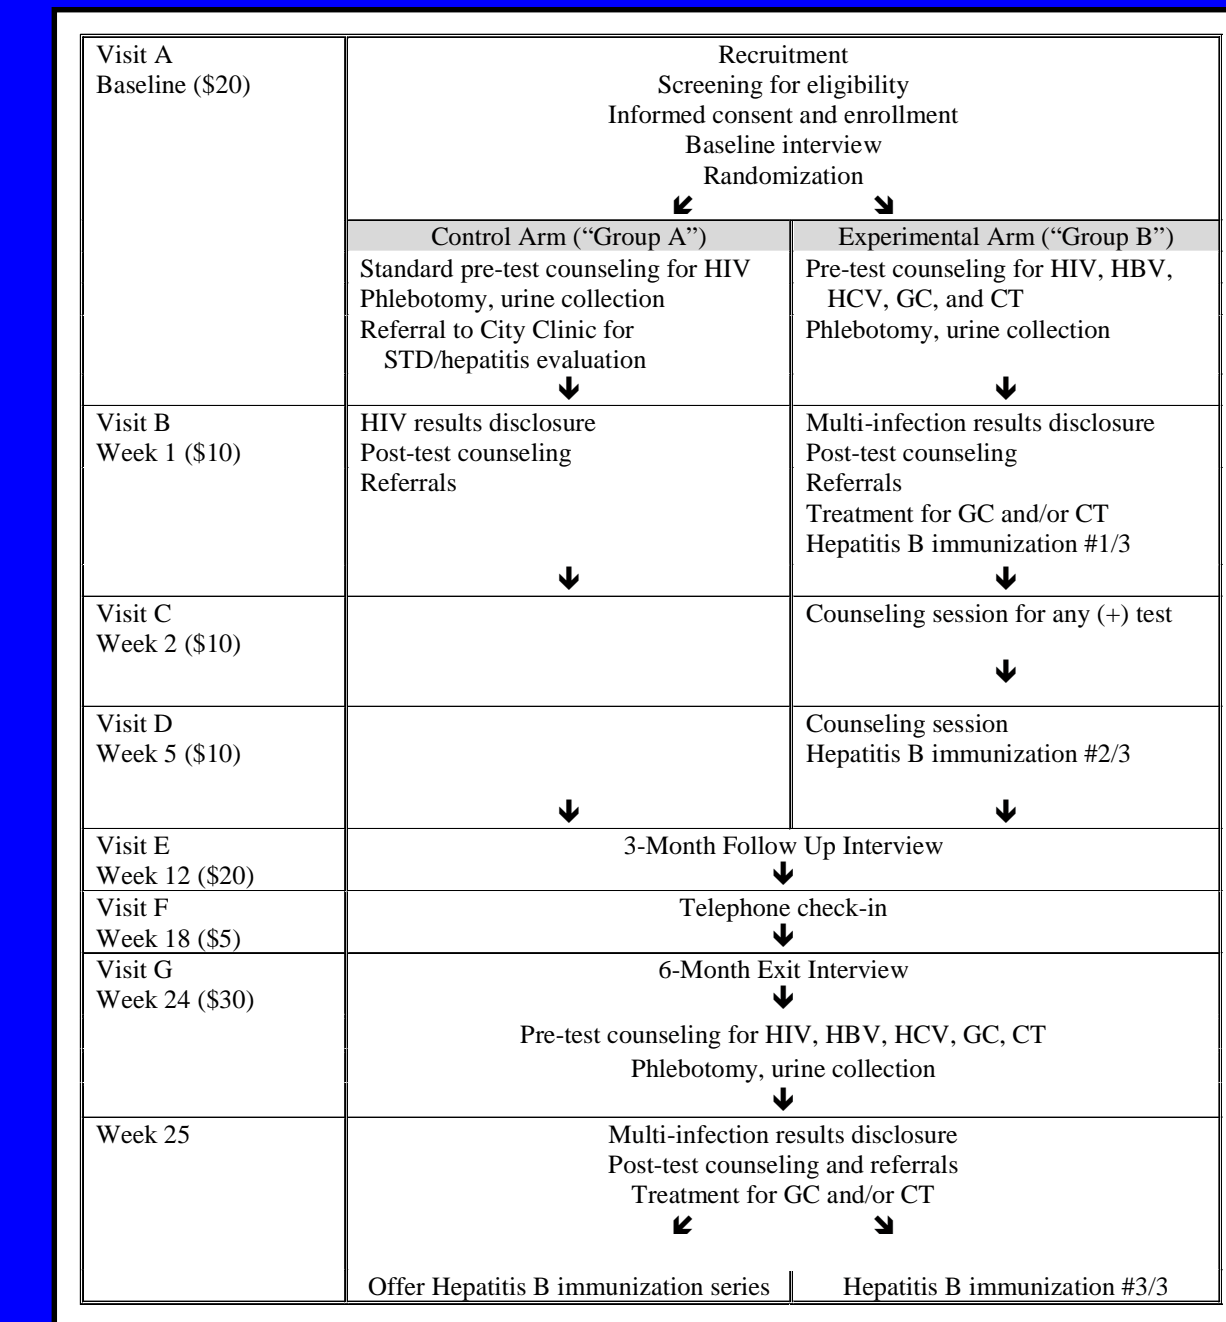 Visit A
Baseline ($20)
Recruitment
Screening for eligibility
Informed consent and enrollment
Baseline interview
Randomization
Control Arm (“Group A”)
Standard pre-test counseling for HIV
Phlebotomy, urine collection
Referral to City Clinic for
STD/hepatitis evaluation
Experimental Arm (“Group B”)
Pre-test counseling for HIV, HBV,
HCV, GC, and CT
Phlebotomy, urine collection
Visit B
Week 1 ($10)
HIV results disclosure
Post-test counseling
Referrals
Multi-infection results disclosure
Post-test counseling
Referrals
Treatment for GC and/or CT
Hepatitis B immunization #1/3
Visit C
Week 2 ($10)
Counseling session for any (+) test
Visit D
Week 5 ($10)
Counseling session
Hepatitis B immunization #2/3
Visit E
Week 12 ($20)
3-Month Follow Up Interview
Visit F
Week 18 ($5)
Telephone check-in
Visit G
Week 24 ($30)
6-Month Exit Interview
Pre-test counseling for HIV, HBV, HCV, GC, CT
Phlebotomy, urine collection
Week 25
Multi-infection results disclosure
Post-test counseling and referrals
Treatment for GC and/or CT
Offer Hepatitis B immunization series
Hepatitis B immunization #3/3